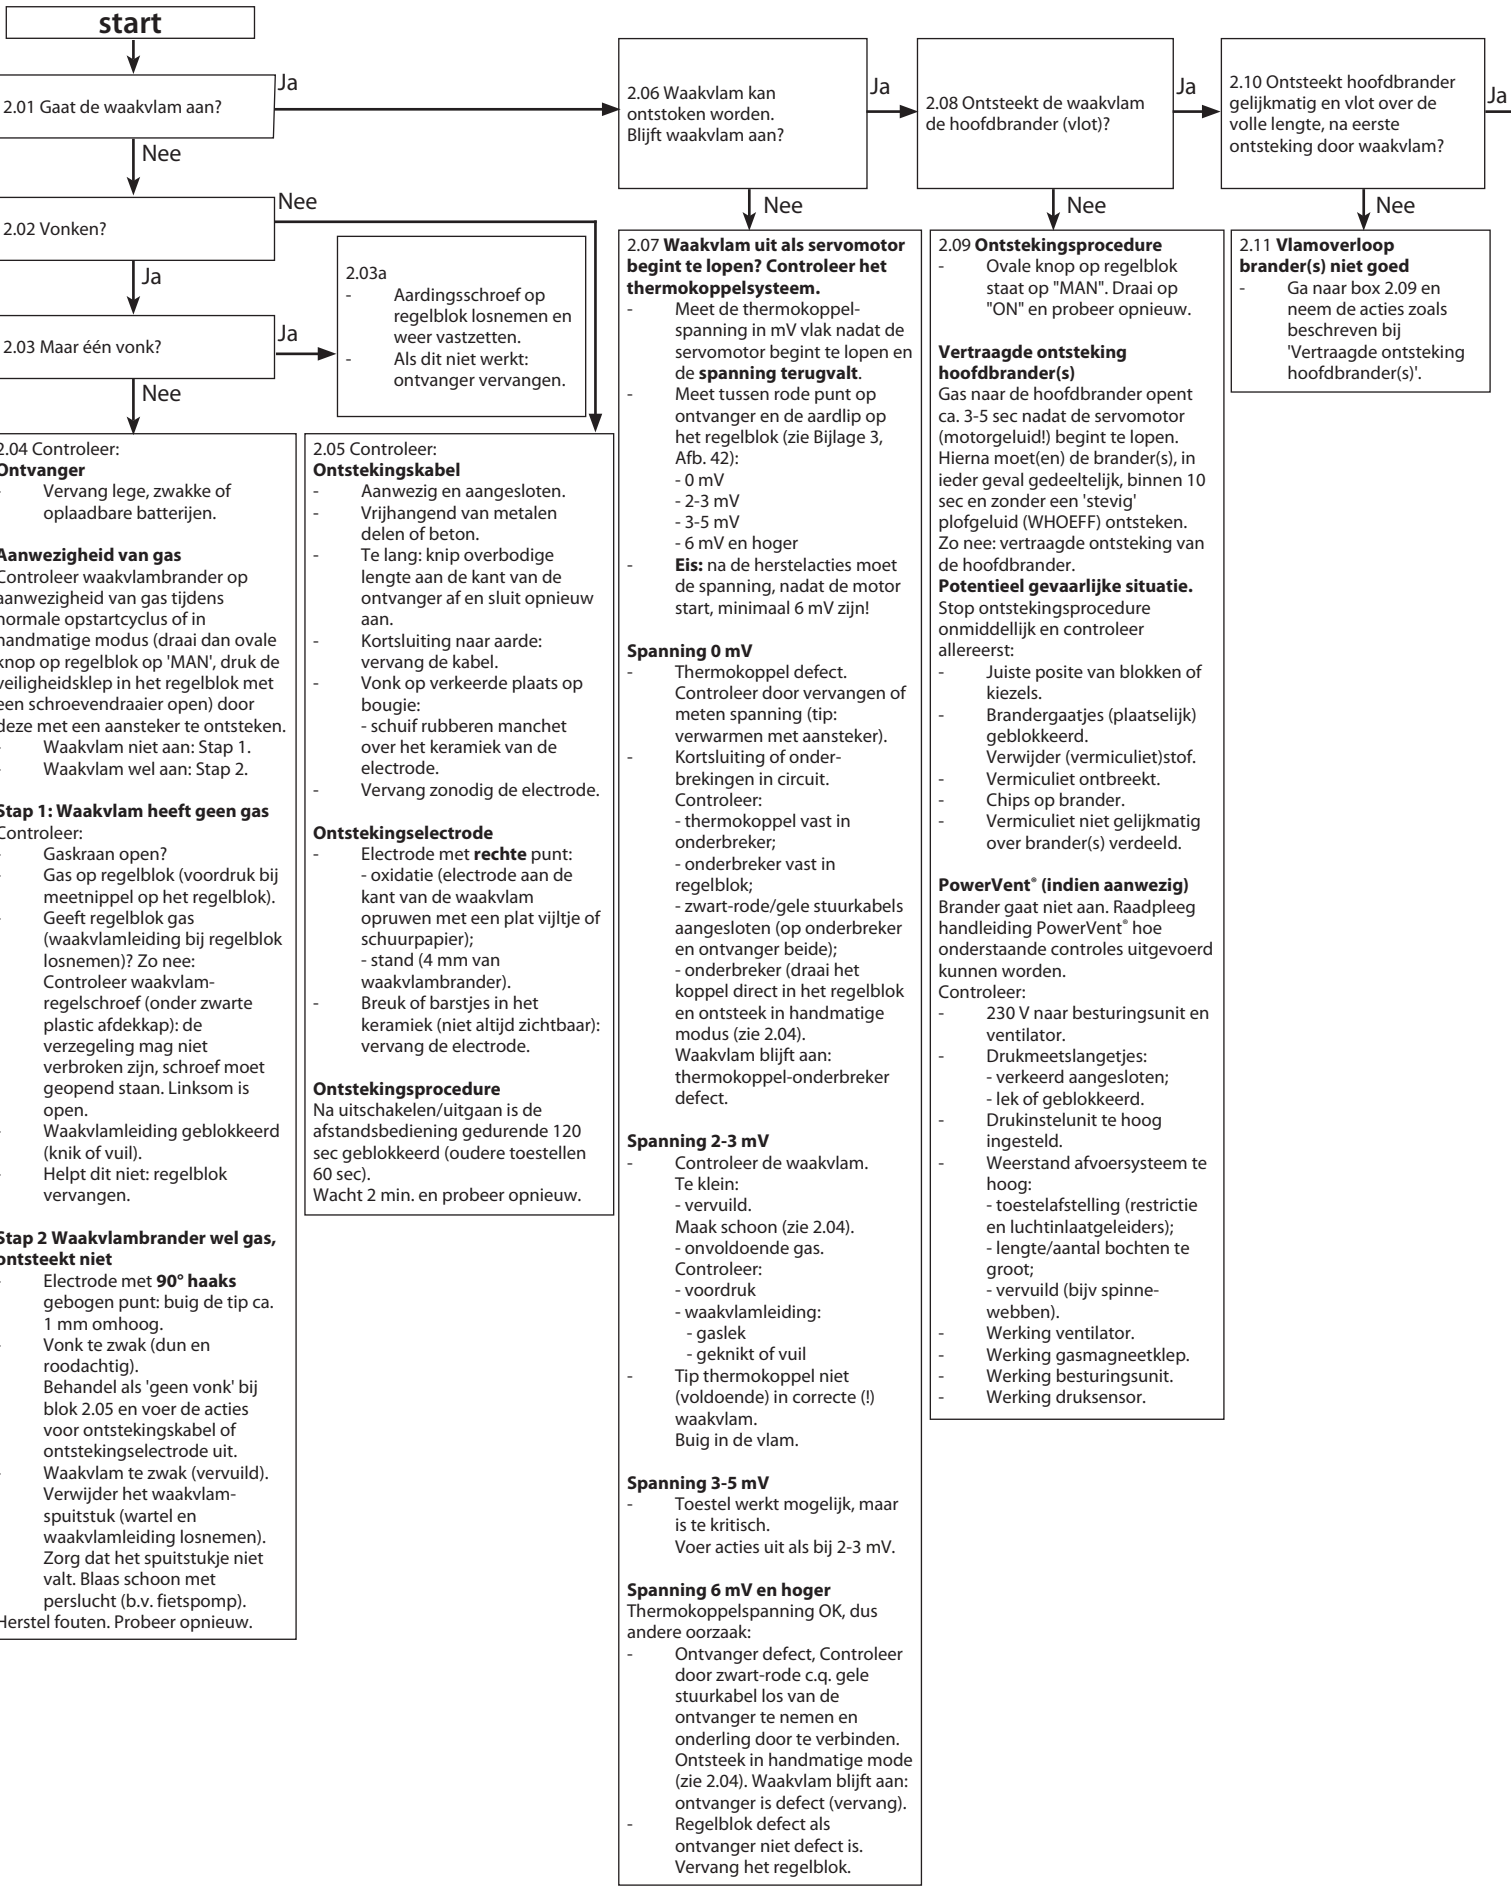 start
2.01 Gaat de waakvlam aan?
Ja
Nee
2.02 Vonken?
Nee
Ja
2.03 Maar één vonk?
Ja
Nee
2.03a
- Aardingsschroef op
regelblok losnemen en
weer vastzetten.
- Als dit niet werkt:
ontvanger vervangen.
2.04 Controleer:
Ontvanger
- Vervang lege, zwakke of
oplaadbare batterijen.
Aanwezigheid van gas
Controleer waakvlambrander op
aanwezigheid van gas tijdens
normale opstartcyclus of in
handmatige modus (draai dan ovale
knop op regelblok op 'MAN', druk de
veiligheidsklep in het regelblok met
een schroevendraaier open) door
deze met een aansteker te ontsteken.
- Waakvlam niet aan: Stap 1.
- Waakvlam wel aan: Stap 2.
Stap 1: Waakvlam heeft geen gas
Controleer:
- Gaskraan open?
- Gas op regelblok (voordruk bij
meetnippel op het regelblok).
- Geeft regelblok gas
(waakvlamleiding bij regelblok
losnemen)? Zo nee:
Controleer waakvlam-
regelschroef (onder zwarte
plastic afdekkap): de
verzegeling mag niet
verbroken zijn, schroef moet
geopend staan. Linksom is
open.
- Waakvlamleiding geblokkeerd
(knik of vuil).
- Helpt dit niet: regelblok
vervangen.
Stap 2 Waakvlambrander wel gas,
ontsteekt niet
- Electrode met 90° haaks
gebogen punt: buig de tip ca.
1 mm omhoog.
- Vonk te zwak (dun en
roodachtig).
Behandel als 'geen vonk' bij
blok 2.05 en voer de acties
voor ontstekingskabel of
ontstekingselectrode uit.
- Waakvlam te zwak (vervuild).
Verwijder het waakvlam-
spuitstuk (wartel en
waakvlamleiding losnemen).
Zorg dat het spuitstukje niet
valt. Blaas schoon met
perslucht (b.v. fietspomp).
Herstel fouten. Probeer opnieuw.
2.05 Controleer:
Ontstekingskabel
- Aanwezig en aangesloten.
- Vrijhangend van metalen
delen of beton.
- Te lang: knip overbodige
lengte aan de kant van de
ontvanger af en sluit opnieuw
aan.
- Kortsluiting naar aarde:
vervang de kabel.
- Vonk op verkeerde plaats op
bougie:
- schuif rubberen manchet
over het keramiek van de
electrode.
- Vervang zonodig de electrode.
Ontstekingselectrode
- Electrode met rechte punt:
- oxidatie (electrode aan de
kant van de waakvlam
opruwen met een plat vijltje of
schuurpapier);
- stand (4 mm van
waakvlambrander).
- Breuk of barstjes in het
keramiek (niet altijd zichtbaar):
vervang de electrode.
Ontstekingsprocedure
Na uitschakelen/uitgaan is de
afstandsbediening gedurende 120
sec geblokkeerd (oudere toestellen
60 sec).
Wacht 2 min. en probeer opnieuw.
2.06 Waakvlam kan
ontstoken worden.
Blijft waakvlam aan?
Ja
Nee
2.07 Waakvlam uit als servomotor
begint te lopen? Controleer het
thermokoppelsysteem.
- Meet de thermokoppel-
spanning in mV vlak nadat de
servomotor begint te lopen en
de spanning terugvalt.
- Meet tussen rode punt op
ontvanger en de aardlip op
het regelblok (zie Bijlage 3,
Afb. 42):
- 0 mV
- 2-3 mV
- 3-5 mV
- 6 mV en hoger
- Eis: na de herstelacties moet
de spanning, nadat de motor
start, minimaal 6 mV zijn!
Spanning 0 mV
- Thermokoppel defect.
Controleer door vervangen of
meten spanning (tip:
verwarmen met aansteker).
- Kortsluiting of onder-
brekingen in circuit.
Controleer:
- thermokoppel vast in
onderbreker;
- onderbreker vast in
regelblok;
- zwart-rode/gele stuurkabels
aangesloten (op onderbreker
en ontvanger beide);
- onderbreker (draai het
koppel direct in het regelblok
en ontsteek in handmatige
modus (zie 2.04).
Waakvlam blijft aan:
thermokoppel-onderbreker
defect.
Spanning 2-3 mV
- Controleer de waakvlam.
Te klein:
- vervuild.
Maak schoon (zie 2.04).
- onvoldoende gas.
Controleer:
- voordruk
- waakvlamleiding:
- gaslek
- geknikt of vuil
- Tip thermokoppel niet
(voldoende) in correcte (!)
waakvlam.
Buig in de vlam.
Spanning 3-5 mV
- Toestel werkt mogelijk, maar
is te kritisch.
Voer acties uit als bij 2-3 mV.
Spanning 6 mV en hoger
Thermokoppelspanning OK, dus
andere oorzaak:
- Ontvanger defect, Controleer
door zwart-rode c.q. gele
stuurkabel los van de
ontvanger te nemen en
onderling door te verbinden.
Ontsteek in handmatige mode
(zie 2.04). Waakvlam blijft aan:
ontvanger is defect (vervang).
- Regelblok defect als
ontvanger niet defect is.
Vervang het regelblok.
2.08 Ontsteekt de waakvlam
de hoofdbrander (vlot)?
Ja
Nee
2.09 Ontstekingsprocedure
- Ovale knop op regelblok
staat op "MAN". Draai op
"ON" en probeer opnieuw.
Vertraagde ontsteking
hoofdbrander(s)
Gas naar de hoofdbrander opent
ca. 3-5 sec nadat de servomotor
(motorgeluid!) begint te lopen.
Hierna moet(en) de brander(s), in
ieder geval gedeeltelijk, binnen 10
sec en zonder een 'stevig'
plofgeluid (WHOEFF) ontsteken.
Zo nee: vertraagde ontsteking van
de hoofdbrander.
Potentieel gevaarlijke situatie.
Stop ontstekingsprocedure
onmiddellijk en controleer
allereerst:
- Juiste posite van blokken of
kiezels.
- Brandergaatjes (plaatselijk)
geblokkeerd.
Verwijder (vermiculiet)stof.
- Vermiculiet ontbreekt.
- Chips op brander.
- Vermiculiet niet gelijkmatig
over brander(s) verdeeld.
PowerVent® (indien aanwezig)
Brander gaat niet aan. Raadpleeg
handleiding PowerVent® hoe
onderstaande controles uitgevoerd
kunnen worden.
Controleer:
- 230 V naar besturingsunit en
ventilator.
- Drukmeetslangetjes:
- verkeerd aangesloten;
- lek of geblokkeerd.
- Drukinstelunit te hoog
ingesteld.
- Weerstand afvoersysteem te
hoog:
- toestelafstelling (restrictie
en luchtinlaatgeleiders);
- lengte/aantal bochten te
groot;
- vervuild (bijv spinne-
webben).
- Werking ventilator.
- Werking gasmagneetklep.
- Werking besturingsunit.
- Werking druksensor.
2.10 Ontsteekt hoofdbrander
gelijkmatig en vlot over de
volle lengte, na eerste
ontsteking door waakvlam?
Ja
Nee
2.11 Vlamoverloop
brander(s) niet goed
- Ga naar box 2.09 en
neem de acties zoals
beschreven bij
'Vertraagde ontsteking
hoofdbrander(s)'.